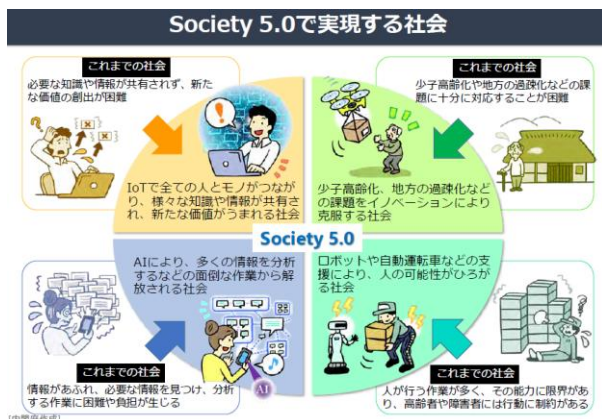 Society 5.0で実現する社会
これまでの社会
必要な知識や情報が共有されず、新た
な価値の創出が困難
これまでの社会
少子高齢化や地方の過疎化などの課
題に十分に対応することが困難
IoTで全ての人とモノがつなが
り、様々な知識や情報が共有さ
れ、新たな価値がうまれる社会
少子高齢化、地方の過疎化など
の課題をイノベーションにより
克服する社会
Society 5.0
AIにより、多くの情報を分析
するなどの面倒な作業から解
放される社会
ロボットや自動運転車などの支
援により、人の可能性がひろが
る社会
AI
これまでの社会
情報があふれ、必要な情報を見つけ、分析
する作業に困難や負担が生じる
これまでの社会
人が行う作業が多く、その能力に限界があ
り、高齢者や障害者には行動に制約がある